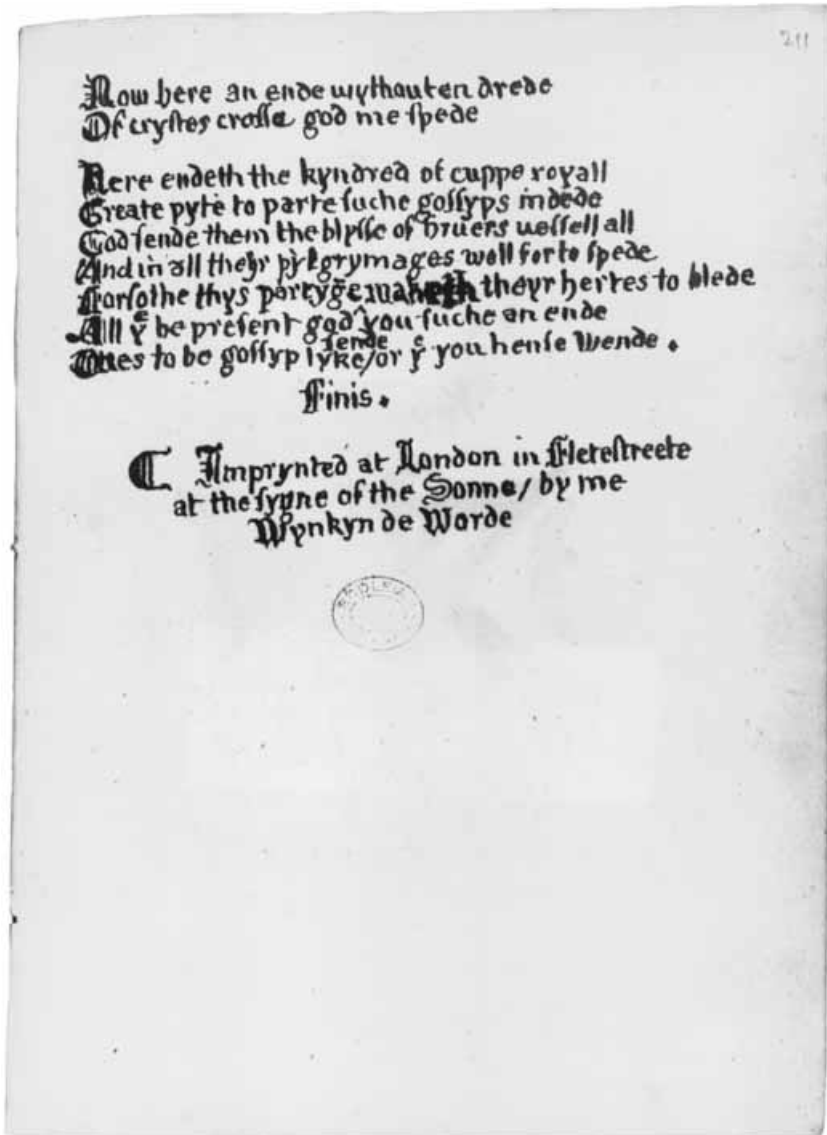 211
Now here an ende wythouten drede
Of crystes crosse god me spede
Here endeth the kyndred of cuppe royall
Greate pyte to parte suche gossyps indede
God sende them the blysse of bruers vessell all
And in all theyr pylgrymages well for to spede
Forsothe thys partyge maketh theyr hertes to blede
All yͤ be present god ^ you suche an ende
sende
Ones to be gossyp lyke / or yͤ you hense wende .
Finis .
Imprynted at London in Fletestreete
at the sygne of the Sonne / by me
Wynkyn de Worde